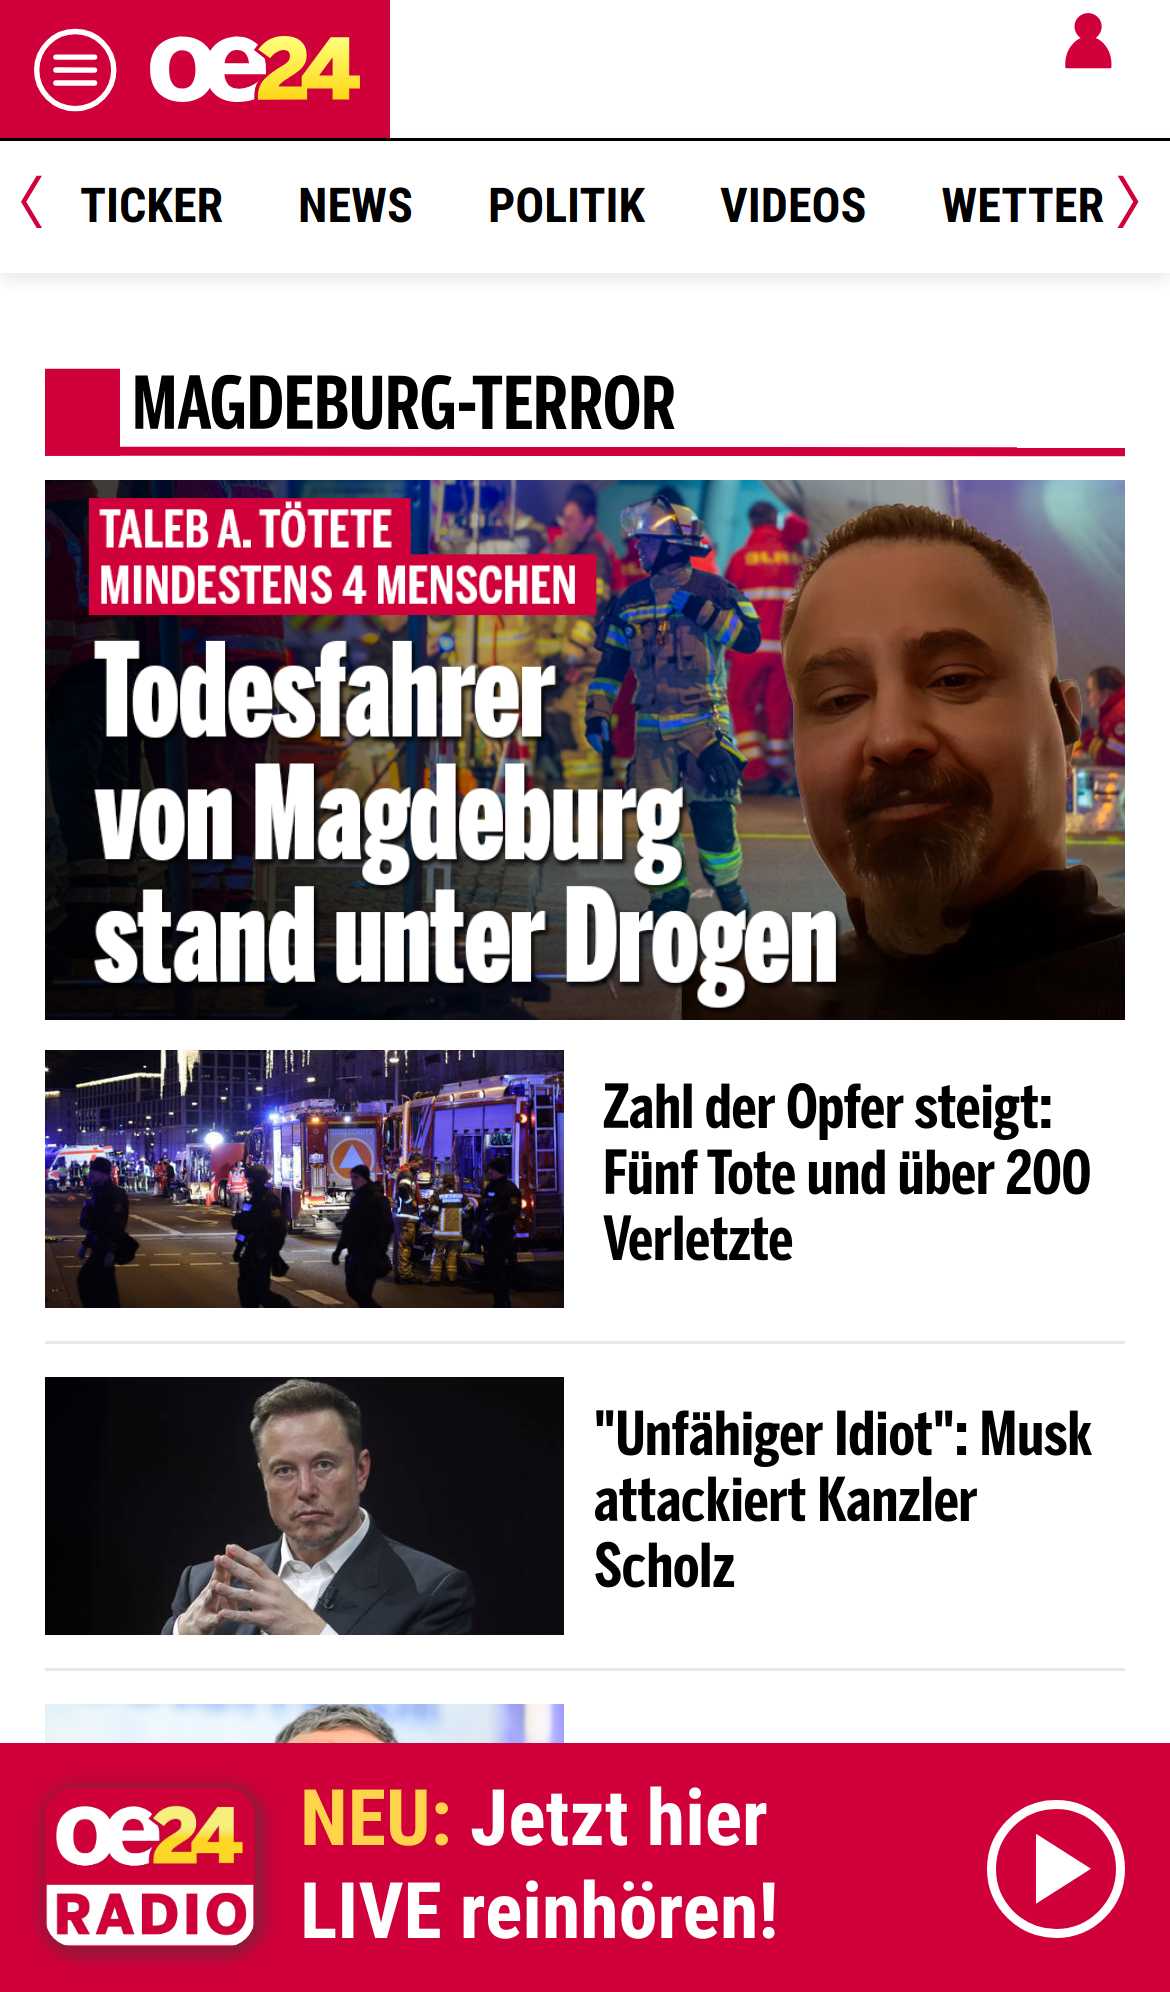 oe24
TICKER NEWS POLITIK VIDEOS WETTER
MAGDEBURG-TERROR
TALEB A. TÖTETE
MINDESTENS 4 MENSCHEN
Todesfahrer
von Magdeburg
stand unter Drogen
Zahl der Opfer steigt:
Fünf Tote und über 200
Verletzte
"Unfähiger Idiot": Musk
attackiert Kanzler
Scholz
oe24
RADIO
NEU: Jetzt hier
LIVE reinhören!